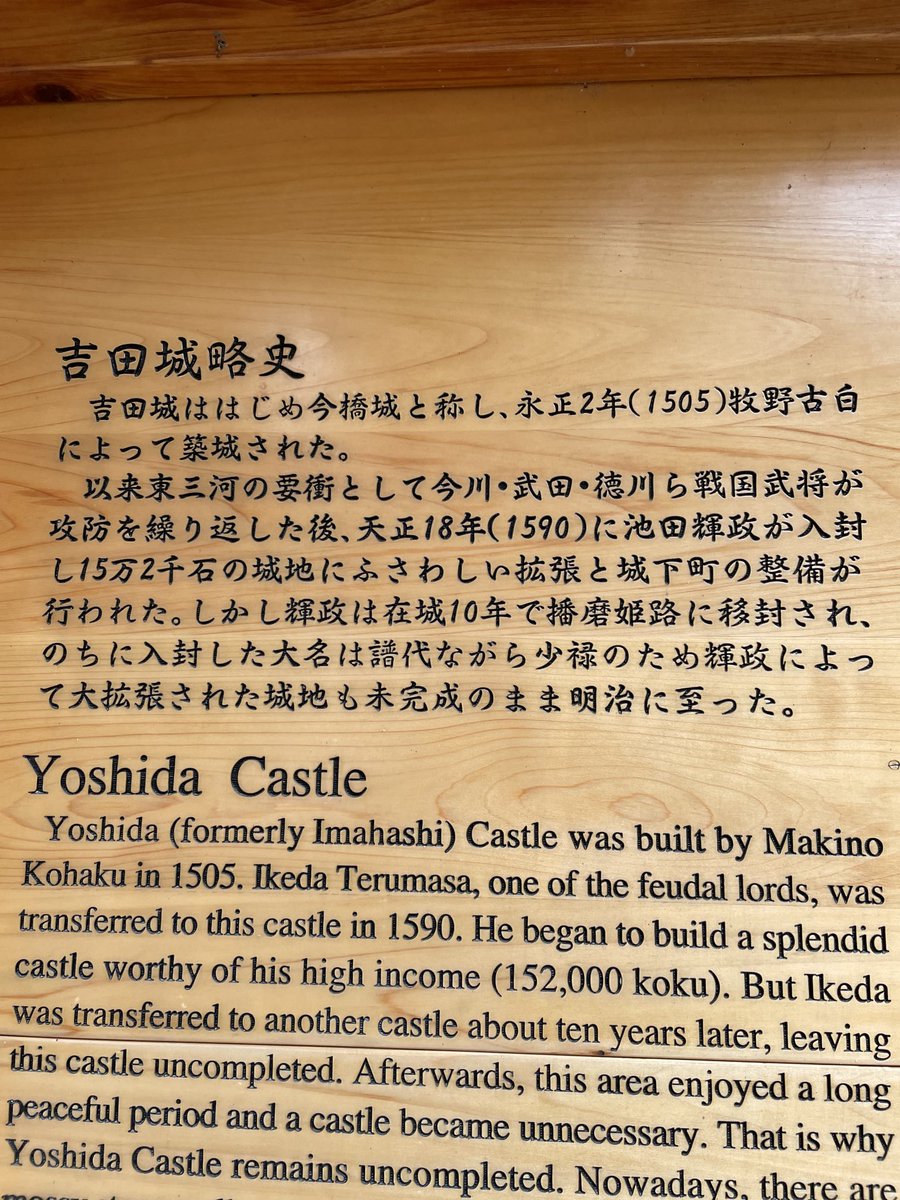 吉田城略史
吉田城ははじめ今橋城と称し、永正2年(1505)牧野古白
によって築城された。
以来東三河の要衝として今川・武田・徳川ら戦国武将が
攻防を繰り返した後、天正18年(1590)に池田輝政が入封
し15万2千石の城地にふさわしい拡張と城下町の整備が
行われた。しかし輝政は在城10年で播磨姫路に移封され、
のちに入封した大名は譜代ながら少禄のため輝政によっ
て大拡張された城地も未完成のまま明治に至った。
Yoshida Castle
Yoshida (formerly Imahashi) Castle was built by Makino
Kohaku in 1505. Ikeda Terumasa, one of the feudal lords, was
transferred to this castle in 1590. He began to build a splendid
castle worthy of his high income (152,000 koku). But Ikeda
was transferred to another castle about ten years later, leaving
this castle uncompleted. Afterwards, this area enjoyed a long
peaceful period and a castle became unnecessary. That is why
Yoshida Castle remains uncompleted. Nowadays, there are